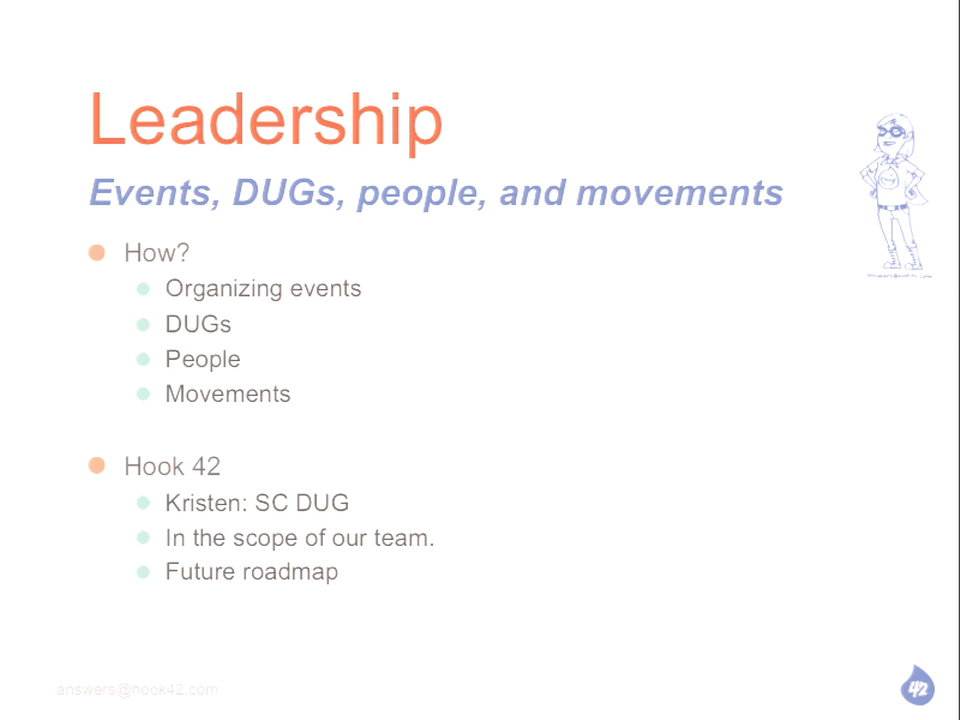 Leadership
Events, DUGs, people, and movements
How?
Organizing events
DUGs
People
Movements
Hook 42
Kristen: SC DUG
In the scope of our team.
Future roadmap
answers@hook42.com
42